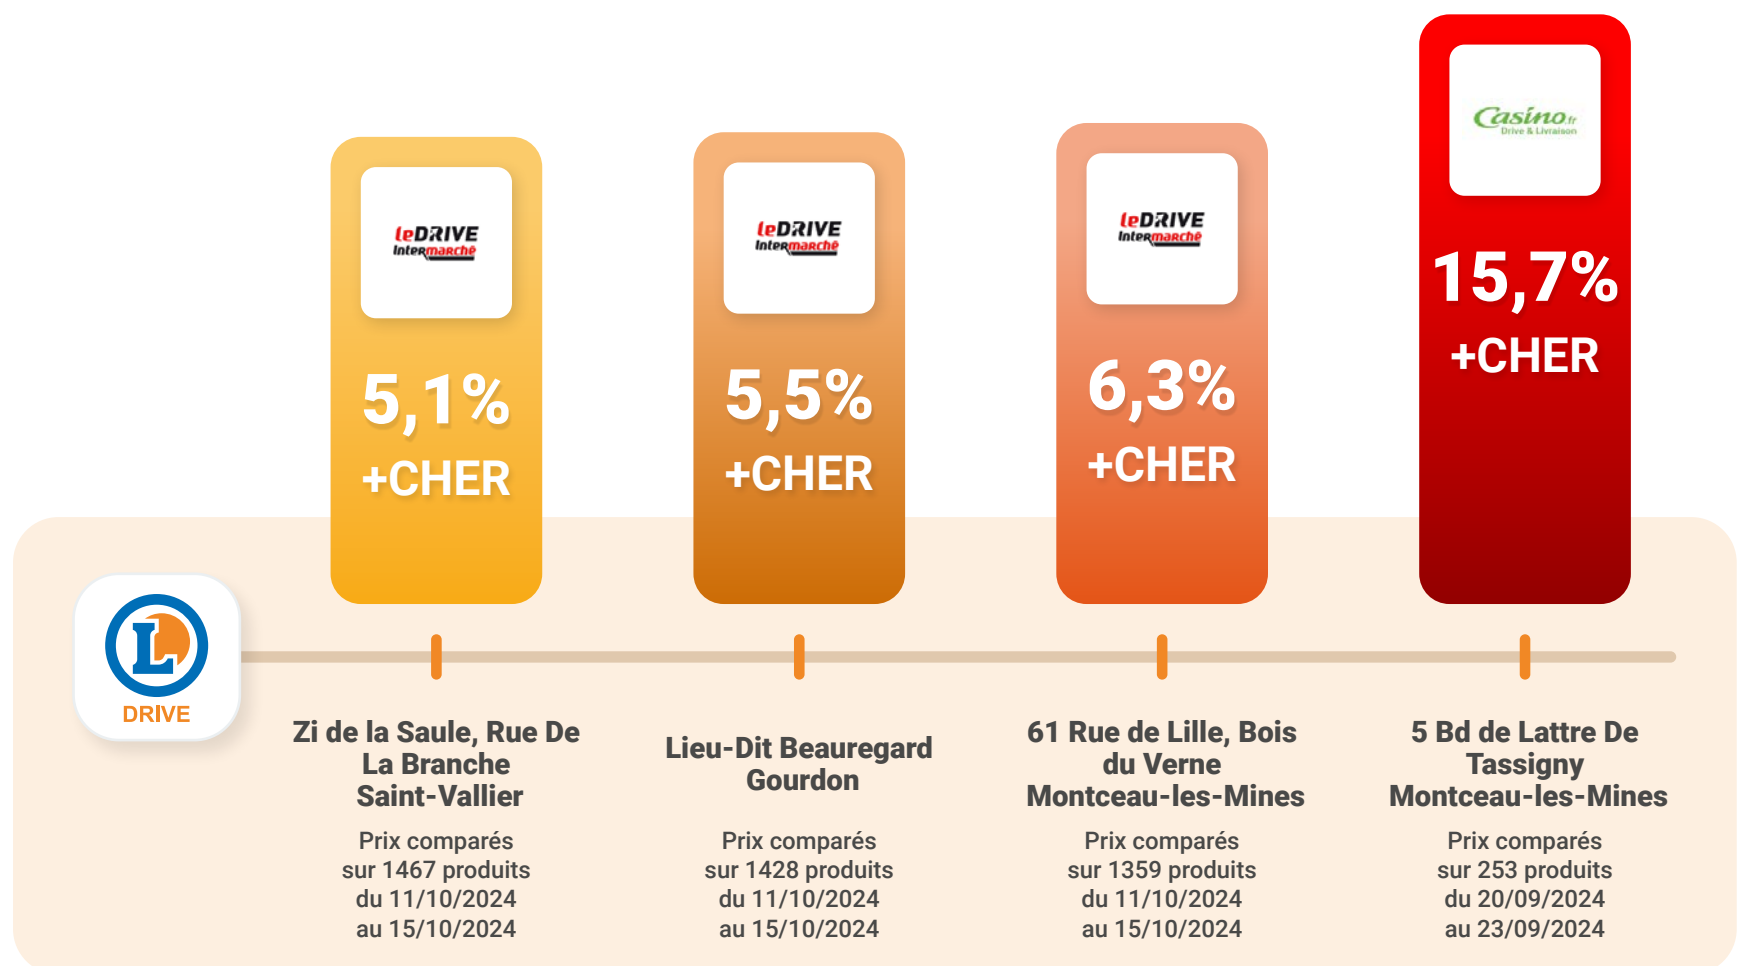 leDRIVE
Intermarché
5,1%
+CHER
leDRIVE
Intermarché
5,5%
+CHER
leDRIVE
Intermarché
6,3%
+CHER
Casino.fr
Drive & Livraison
15,7%
+CHER
L
DRIVE
Zi de la Saule, Rue De
La Branche
Saint-Vallier
Prix comparés
sur 1467 produits
du 11/10/2024
au 15/10/2024
Lieu-Dit Beauregard
Gourdon
Prix comparés
sur 1428 produits
du 11/10/2024
au 15/10/2024
61 Rue de Lille, Bois
du Verne
Montceau-les-Mines
Prix comparés
sur 1359 produits
du 11/10/2024
au 15/10/2024
5 Bd de Lattre De
Tassigny
Montceau-les-Mines
Prix comparés
sur 253 produits
du 20/09/2024
au 23/09/2024